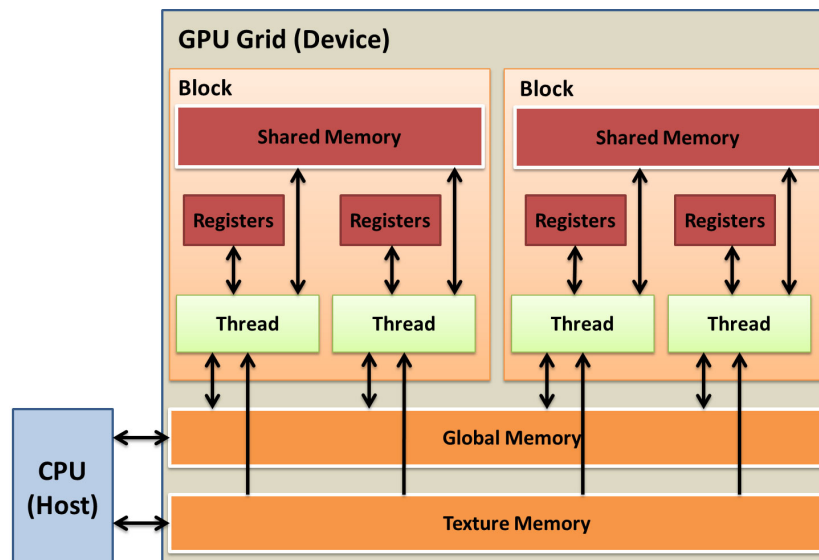 GPU Grid (Device)
Block
Shared Memory
Registers
Registers
Thread
Thread
Block
Shared Memory
Registers
Registers
Thread
Thread
CPU
(Host)
Global Memory
Texture Memory